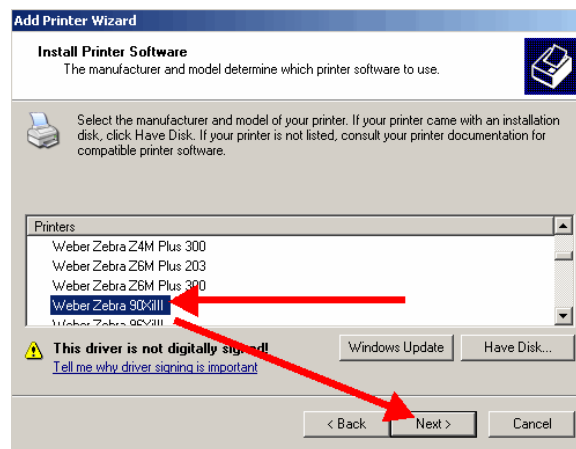 Add Printer Wizard
Install Printer Software
The manufacturer and model determine which printer software to use.
Select the manufacturer and model of your printer. If your printer came with an installation
disk, click Have Disk. If your printer is not listed, consult your printer documentation for
compatible printer software.
Printers
Weber Zebra Z4M Plus 300
Weber Zebra Z6M Plus 203
Weber Zebra Z6M Plus 300
Weber Zebra 90XiIII
Weber Zebra 96XiIII
This driver is not digitally signed!
Tell me why driver signing is important
Windows Update
Have Disk...
< Back
Next >
Cancel